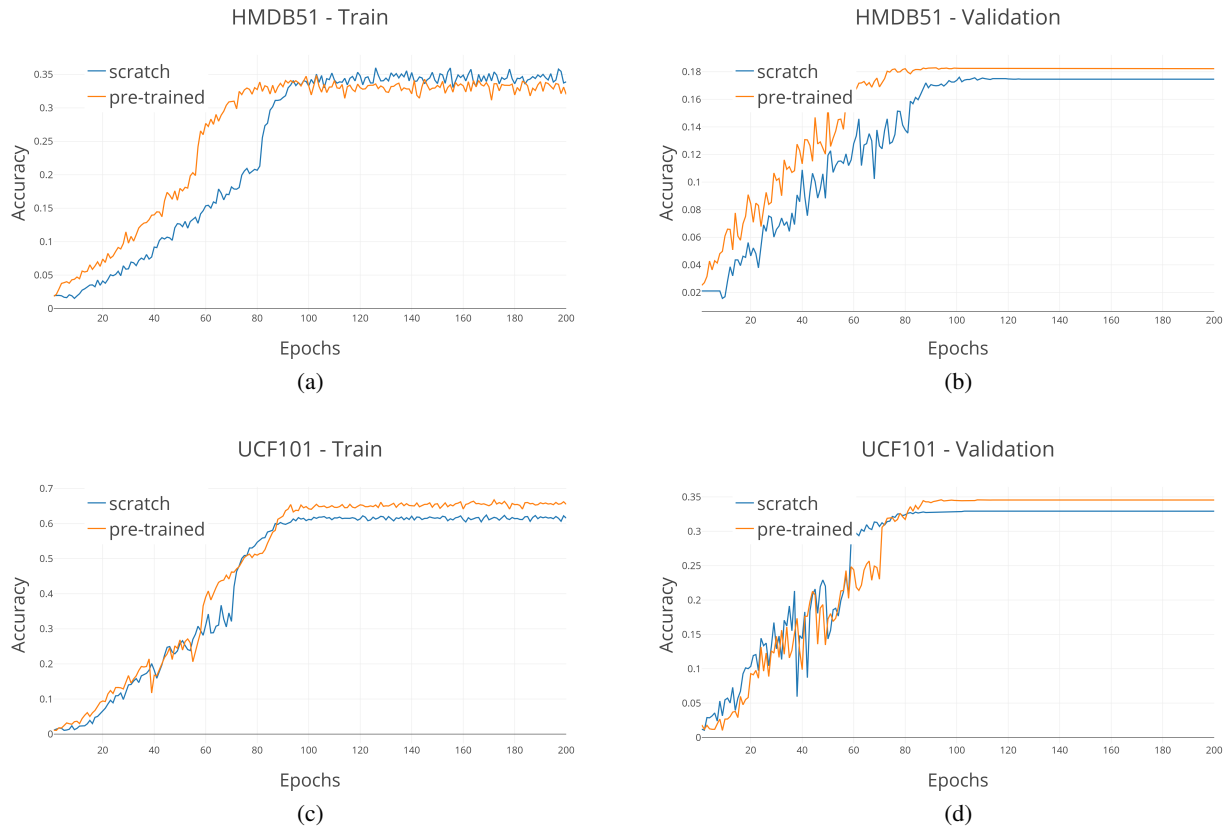 HMDB51 - Train
scratch
pre-trained
0.35
0.3
0.25
0.2
0.15
0.1
0.05
0
Accuracy
20 40 60 80 100 120 140 160 180 200
Epochs
(a)
HMDB51 - Validation
scratch
pre-trained
0.18
0.16
0.14
0.12
0.1
0.08
0.06
0.04
0.02
Accuracy
20 40 60 80 100 120 140 160 180 200
Epochs
(b)
UCF101 - Train
scratch
pre-trained
0.7
0.6
0.5
0.4
0.3
0.2
0.1
0
Accuracy
20 40 60 80 100 120 140 160 180 200
Epochs
(c)
UCF101 - Validation
scratch
pre-trained
0.35
0.3
0.25
0.2
0.15
0.1
0.05
0
Accuracy
20 40 60 80 100 120 140 160 180 200
Epochs
(d)